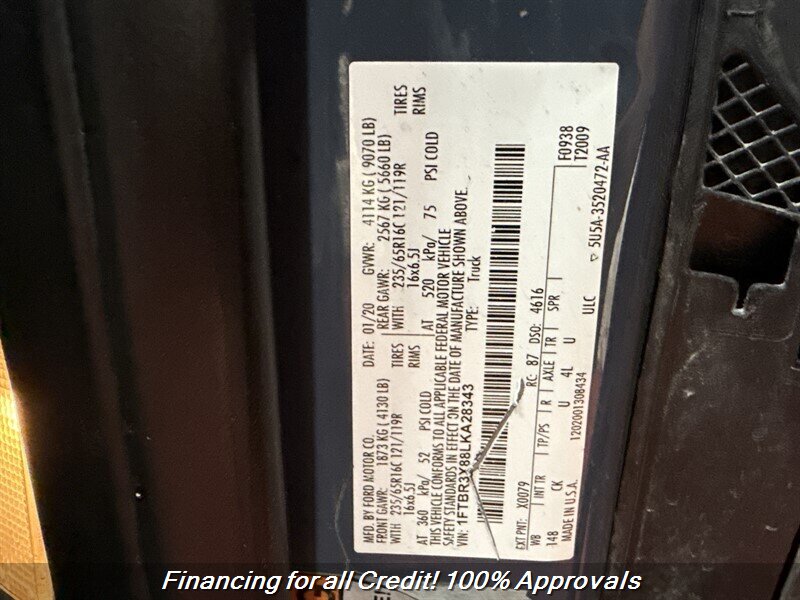 MFD. BY FORD MOTOR CO.
DATE: 01/20 GVWR: 4114 KG ( 9070 LB)
FRONT GAWR: 1873 KG ( 4130 LB)
REAR GAWR: 2567 KG ( 5660 LB)
WITH 235/65R16C 121/119R TIRES
WITH 235/65R16C 121/119R TIRES
16x6.5J RIMS
16x6.5J RIMS
AT 360 kPa/ 52 PSI COLD
AT 520 kPa/ 75 PSI COLD
THIS VEHICLE CONFORMS TO ALL APPLICABLE FEDERAL MOTOR VEHICLE
SAFETY STANDARDS IN EFFECT ON THE DATE OF MANUFACTURE SHOWN ABOVE.
VIN: 1FTBR3X88LKA28343
TYPE: Truck
EXT PNT: X0079 RC: 87 DSO: 4616
F0938
T2009
WB INT TR TP/PS R AXLE TR SPR
148 CK U 4L U ULC
MADE IN U.S.A.
1202001308434
5U5A-3520472-AA
Financing for all Credit! 100% Approvals